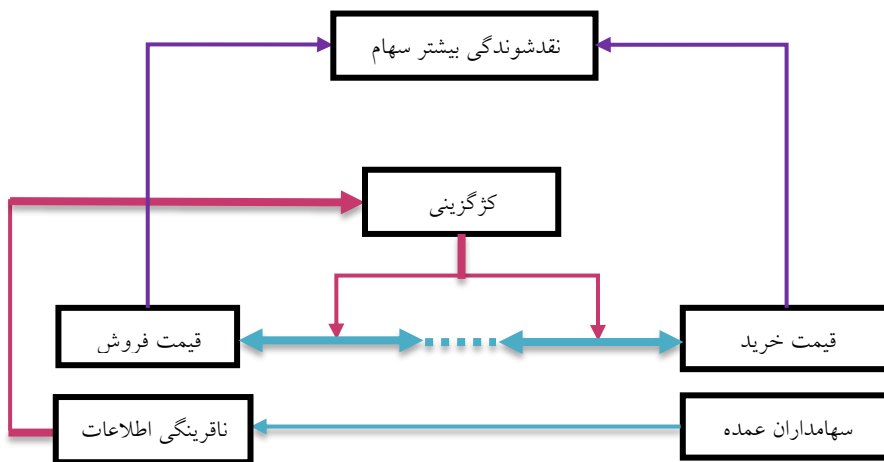 نقدشوندگی بیشتر سهام
کژگزینی
قیمت خرید
قیمت فروش
سهامداران عمده
ناقرینگی اطلاعات